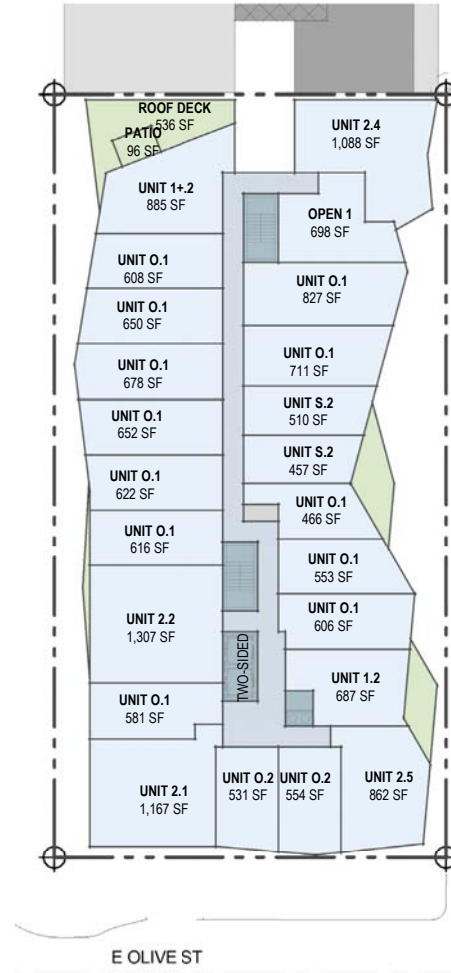 ROOF DECK
536 SF
PATIO
96 SF
UNIT 2.4
1,088 SF
UNIT 1+.2
885 SF
OPEN 1
698 SF
UNIT O.1
608 SF
UNIT O.1
827 SF
UNIT O.1
650 SF
UNIT O.1
711 SF
UNIT O.1
678 SF
UNIT S.2
510 SF
UNIT O.1
652 SF
UNIT S.2
457 SF
UNIT O.1
622 SF
UNIT O.1
466 SF
UNIT O.1
616 SF
UNIT O.1
553 SF
UNIT 2.2
1,307 SF
UNIT O.1
606 SF
TWO-SIDED
UNIT 1.2
687 SF
UNIT O.1
581 SF
UNIT 2.1
1,167 SF
UNIT O.2
531 SF
UNIT O.2
554 SF
UNIT 2.5
862 SF
E OLIVE ST